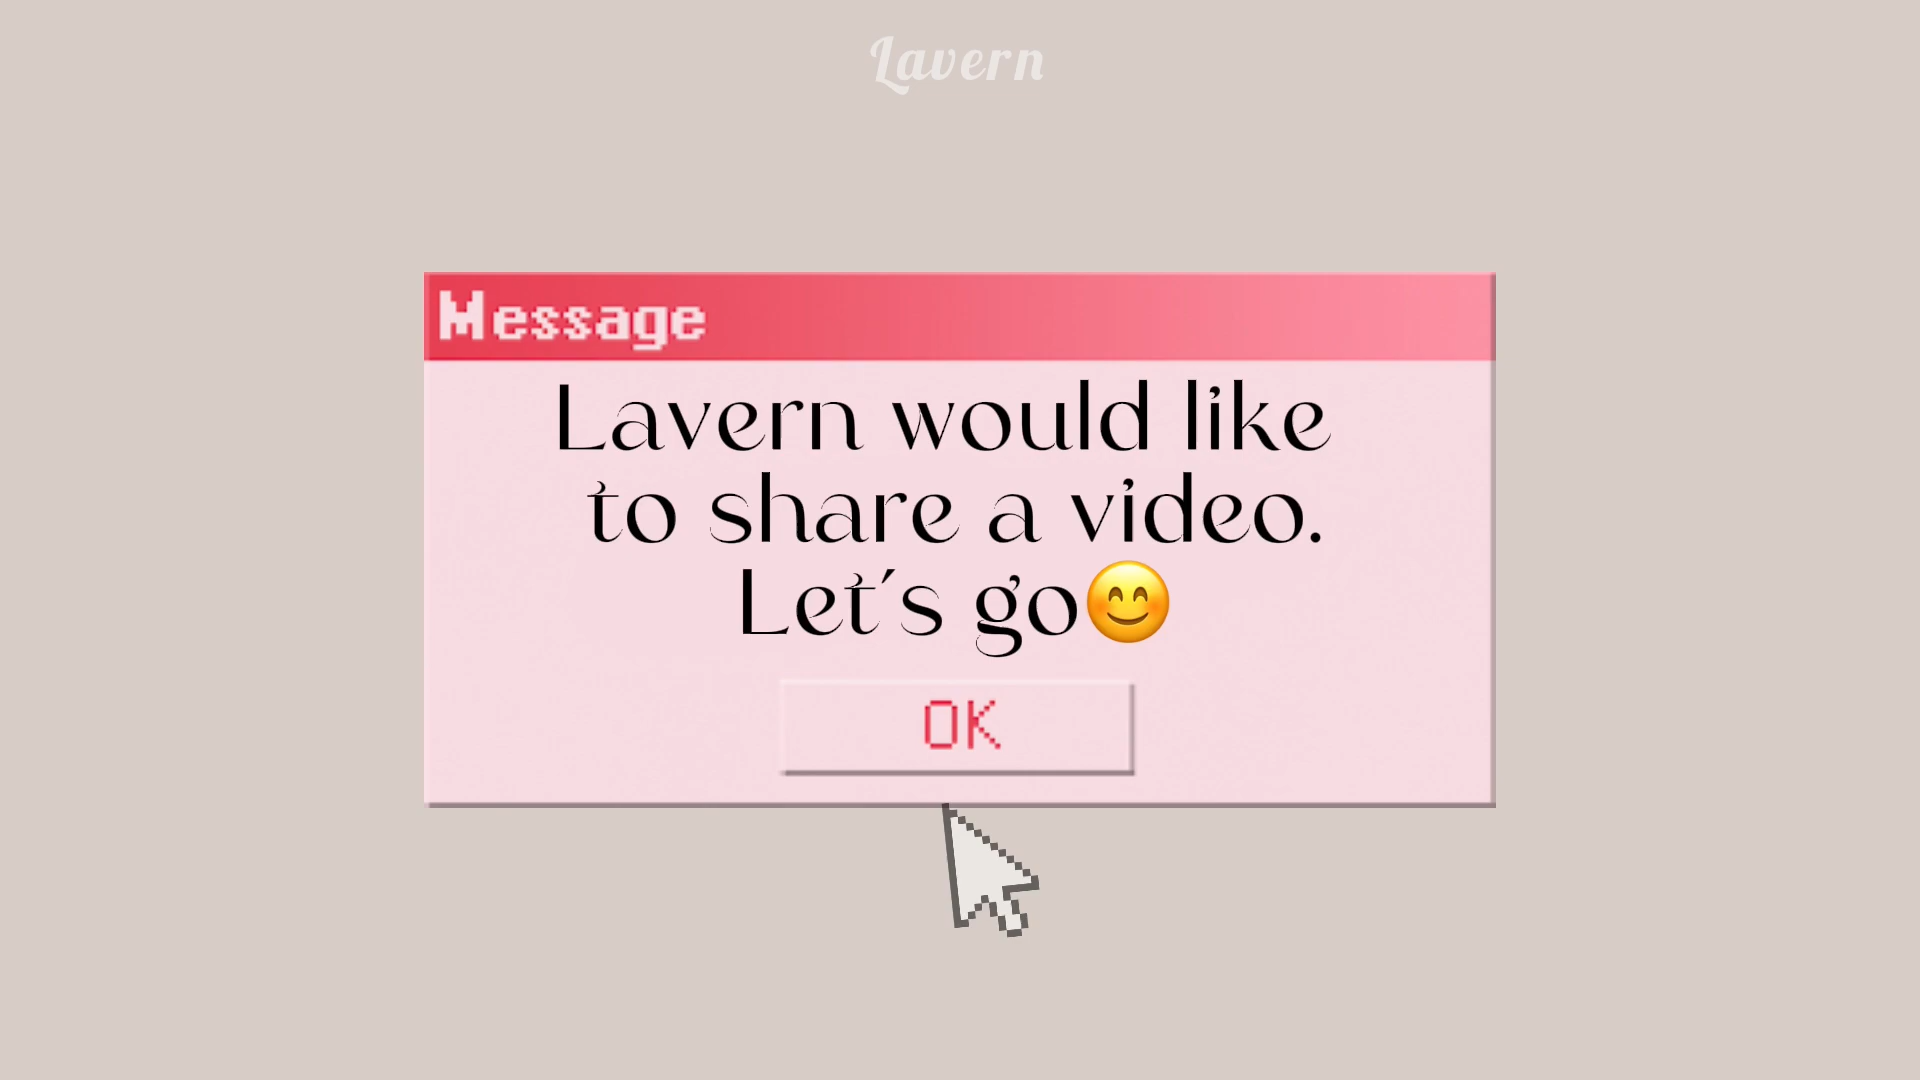 Lavern
Message
Lavern would like
to share a video.
Let's go😊
OK